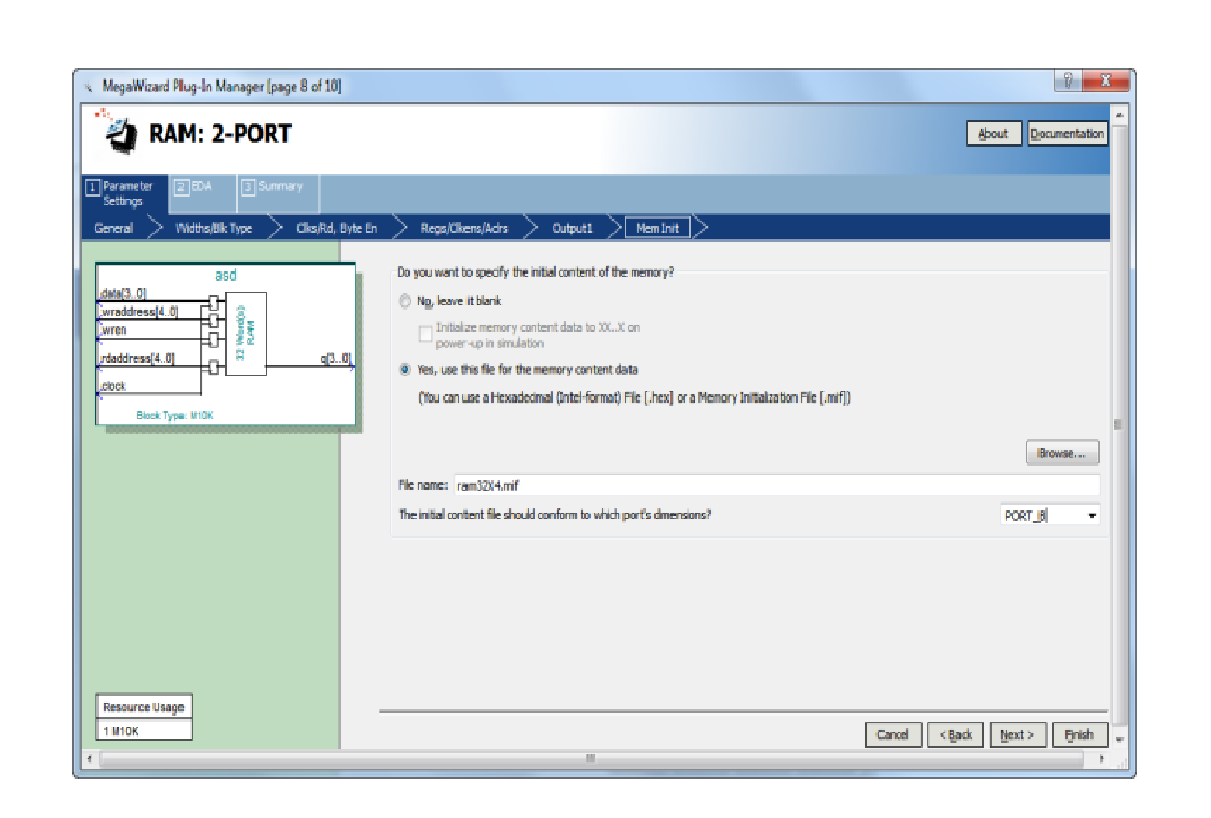 MegaWizard Plug-In Manager [page 8 of 10]
? X
RAM: 2-PORT
About
Documentation
1 Parameter Settings
2 EDA
3 Summary
General
Widths/Blk Type
Clks/Rd, Byte En
Regs/Clkens/Adrs
Output1
Mem Init
asd
data[3..0]
wraddress[4..0]
wren
rdaddress[4..0]
clock
32 Word(s)
RAM
q[3..0]
Block Type: M10K
Do you want to specify the initial content of the memory?
No, leave it blank
Initialize memory content data to XX..X on
power-up in simulation
Yes, use this file for the memory content data
(You can use a Hexadecimal (Intel-format) File [.hex] or a Memory Initialization File [.mif])
Browse...
File name: ram32X4.mif
The initial content file should conform to which port's dimensions?
PORT_B
Resource Usage
1 M10K
Cancel
< Back
Next >
Finish